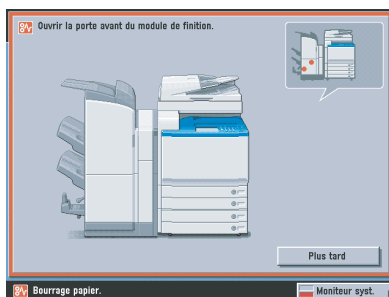 Ouvrir la porte avant du module de finition.
Plus tard
Bourrage papier.
Moniteur syst.